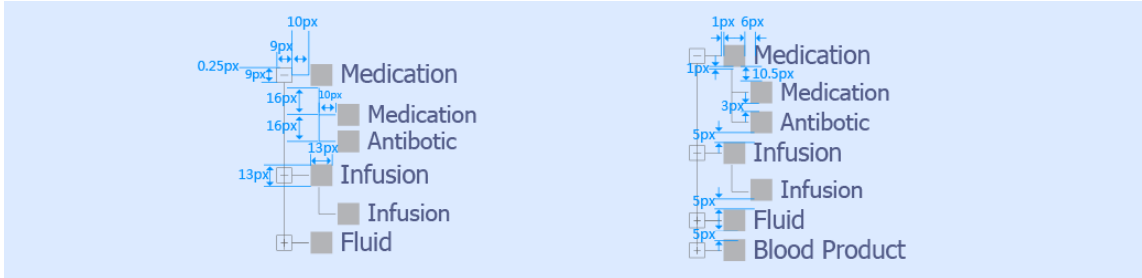 10px
9px
0.25px
9px
Medication
16px
10px
Medication
16px
Antibotic
13px
13px
Infusion
Infusion
Fluid
1px 6px
Medication
1px
10.5px
Medication
3px
Antibotic
5px
Infusion
Infusion
5px
Fluid
5px
Blood Product